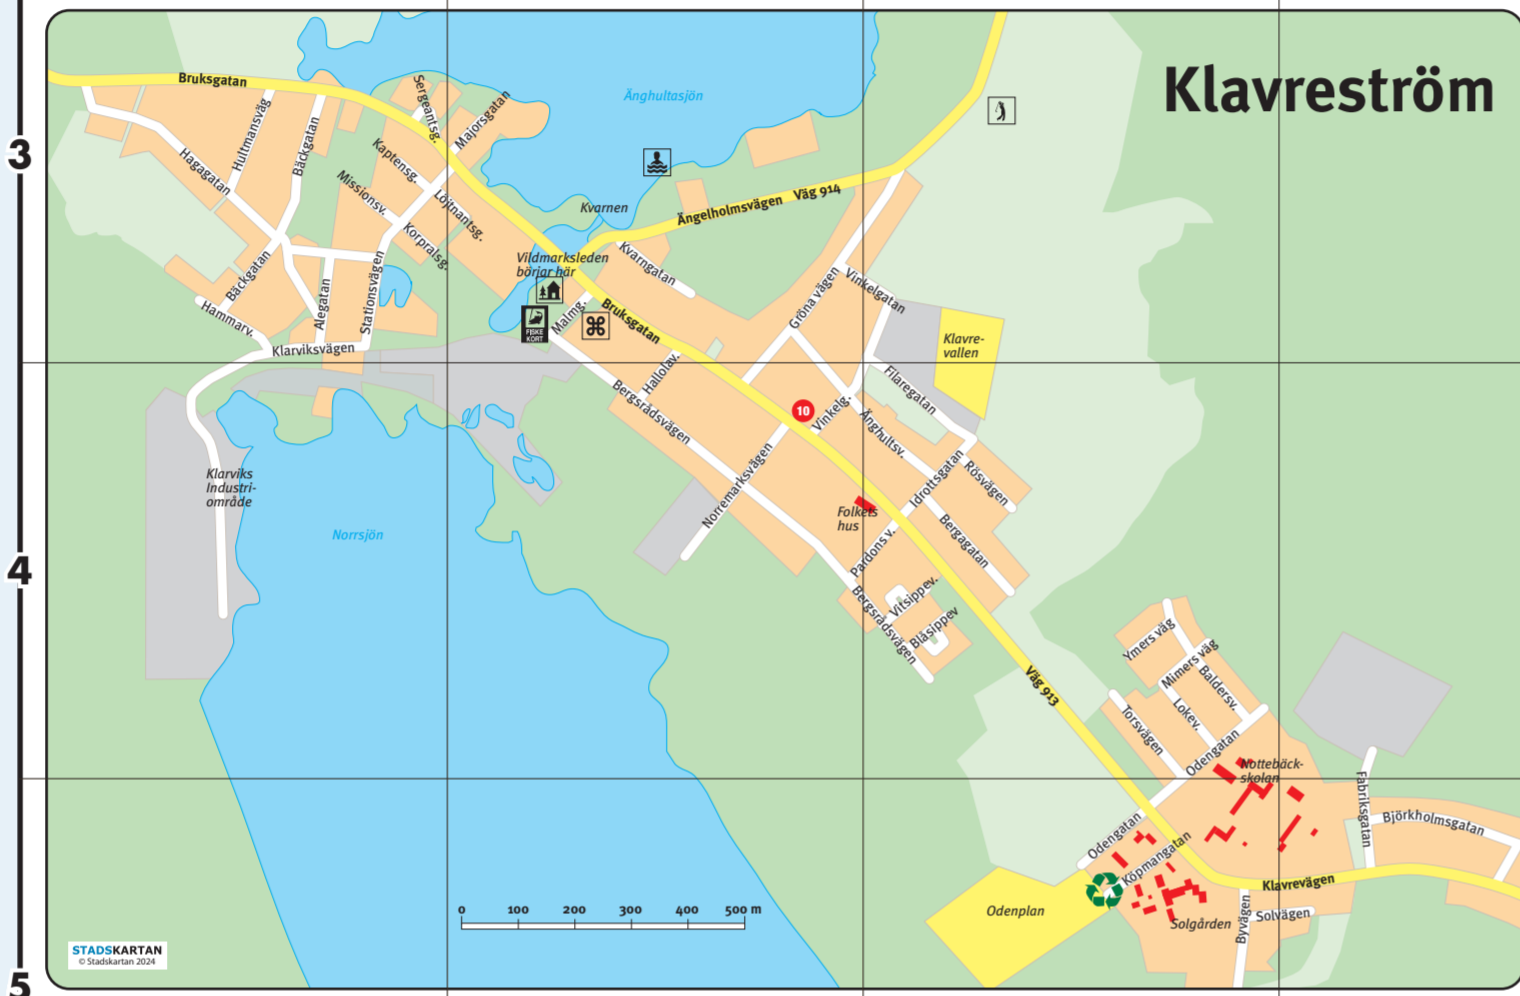 Klavreström
3
4
5
Bruksgatan
Sergeantsg.
Majorsgatan
Änghultasjön
Hultmansväg
Bäckgatan
Kaptensg.
Hagagatan
Missionsv.
Löjtnantsg.
Korpralsg.
Kvarnen
Ängelholmsvägen Väg 914
Vildmarksleden
börjar här
Kvarngatan
Bäckgatan
Hammarv.
Alegatan
Stationsvägen
Klarviksvägen
FISKE
KORT
Malmg.
Bruksgatan
Gröna vägen
Vinkelgatan
Klavre-
vallen
Hallolav.
Bergsrådsvägen
Filaregatan
10
Vinkelg.
Änghultsv.
Norremarksvägen
Idrottsgatan
Rösvägen
Klarviks
Industri-
område
Norrsjön
Folkets
hus
Pardons v.
Bergagatan
Vitsippev.
Blåsippev
Bergsrådsvägen
Väg 913
Ymers väg
Mimers väg
Baldersv.
Lokev.
Torsvägen
Odengatan
Nottebäck-
skolan
Fabriksgatan
Björkholmsgatan
Odengatan
Köpmangatan
Klavrevägen
Odenplan
Solgården
Byvägen
Solvägen
0 100 200 300 400 500 m
STADSKARTAN
© Stadskartan 2024